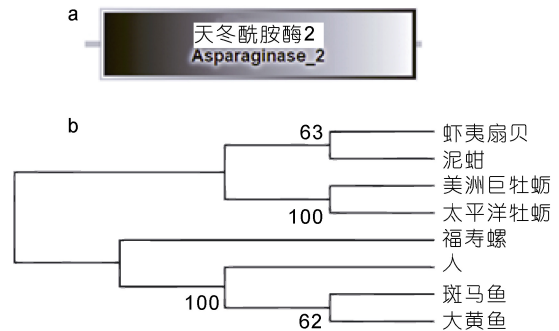 a
天冬酰胺酶2
Asparaginase_2
b
63
虾夷扇贝
泥蚶
美洲巨牡蛎
100
太平洋牡蛎
福寿螺
人
100
斑马鱼
62
大黄鱼